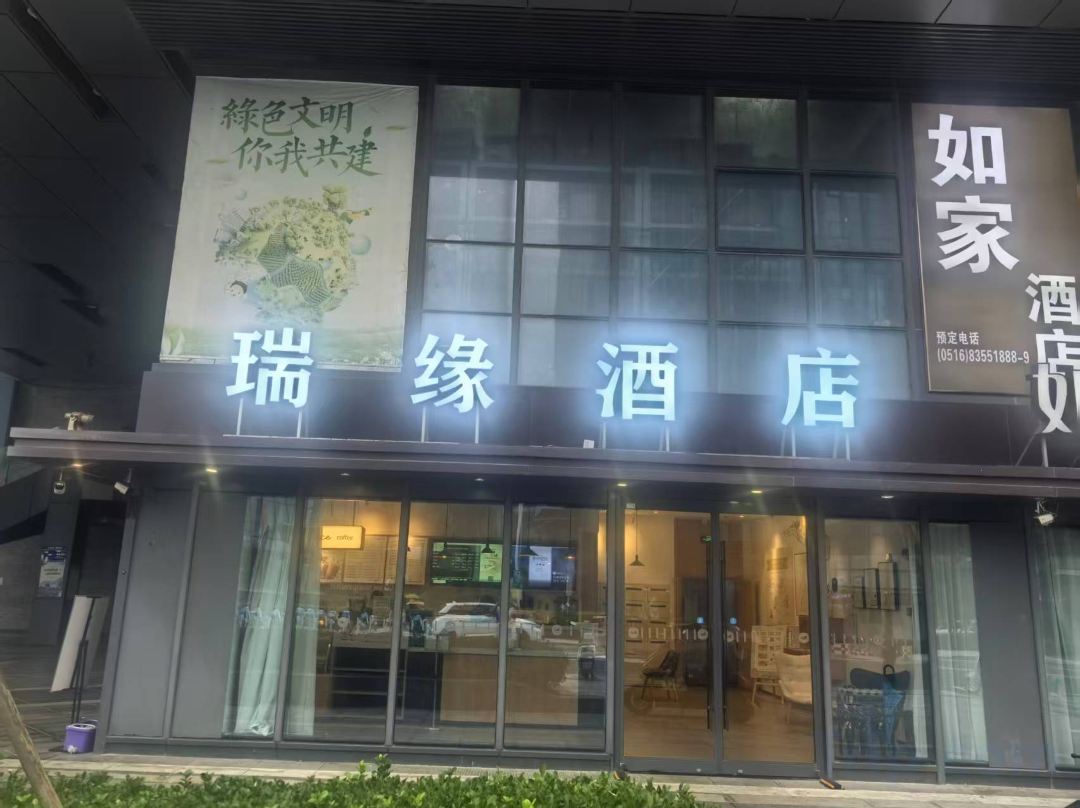 綠色文明
你我共建
如家
酒店
预定电话
(0516)83551888-9
瑞缘酒店
如
coffee